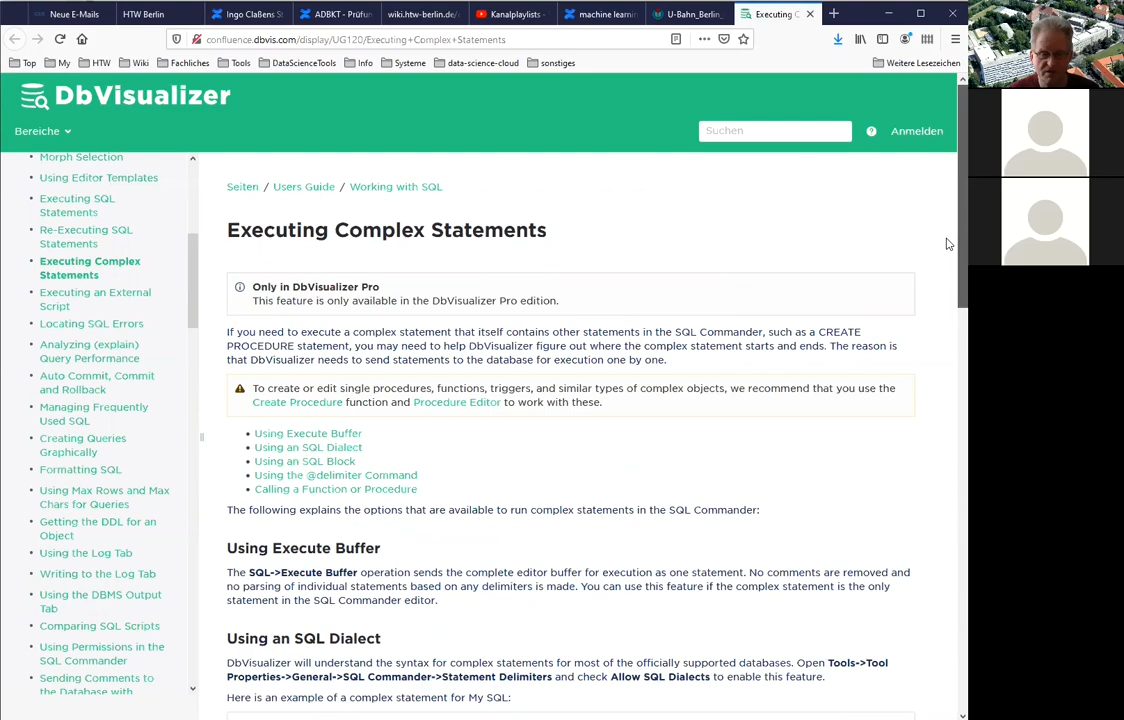 Neue E-Mails
HTW Berlin
Ingo Claßens S
ADBKT - Prüfun
wiki.htw-berlin.de/
Kanalplaylists -
machine learni
U-Bahn_Berlin_
Executing C
confluence.dbvis.com/display/UG120/Executing+Complex+Statements
Top
My
HTW
Wiki
Fachliches
Tools
DataScienceTools
Info
Systeme
data-science-cloud
sonstiges
Weitere Lesezeichen
DbVisualizer
Bereiche
Suchen
Anmelden
Morph Selection
Using Editor Templates
Executing SQL
Statements
Re-Executing SQL
Statements
Executing Complex
Statements
Executing an External
Script
Locating SQL Errors
Analyzing (explain)
Query Performance
Auto Commit, Commit
and Rollback
Managing Frequently
Used SQL
Creating Queries
Graphically
Formatting SQL
Using Max Rows and Max
Chars for Queries
Getting the DDL for an
Object
Using the Log Tab
Writing to the Log Tab
Using the DBMS Output
Tab
Comparing SQL Scripts
Using Permissions in the
SQL Commander
Sending Comments to
the Database with
Seiten / Users Guide / Working with SQL
Executing Complex Statements
Only in DbVisualizer Pro
This feature is only available in the DbVisualizer Pro edition.
If you need to execute a complex statement that itself contains other statements in the SQL Commander, such as a CREATE
PROCEDURE statement, you may need to help DbVisualizer figure out where the complex statement starts and ends. The reason is
that DbVisualizer needs to send statements to the database for execution one by one.
To create or edit single procedures, functions, triggers, and similar types of complex objects, we recommend that you use the
Create Procedure function and Procedure Editor to work with these.
Using Execute Buffer
Using an SQL Dialect
Using an SQL Block
Using the @delimiter Command
Calling a Function or Procedure
The following explains the options that are available to run complex statements in the SQL Commander:
Using Execute Buffer
The SQL->Execute Buffer operation sends the complete editor buffer for execution as one statement. No comments are removed and
no parsing of individual statements based on any delimiters is made. You can use this feature if the complex statement is the only
statement in the SQL Commander editor.
Using an SQL Dialect
DbVisualizer will understand the syntax for complex statements for most of the officially supported databases. Open Tools->Tool
Properties->General->SQL Commander->Statement Delimiters and check Allow SQL Dialects to enable this feature.
Here is an example of a complex statement for My SQL: